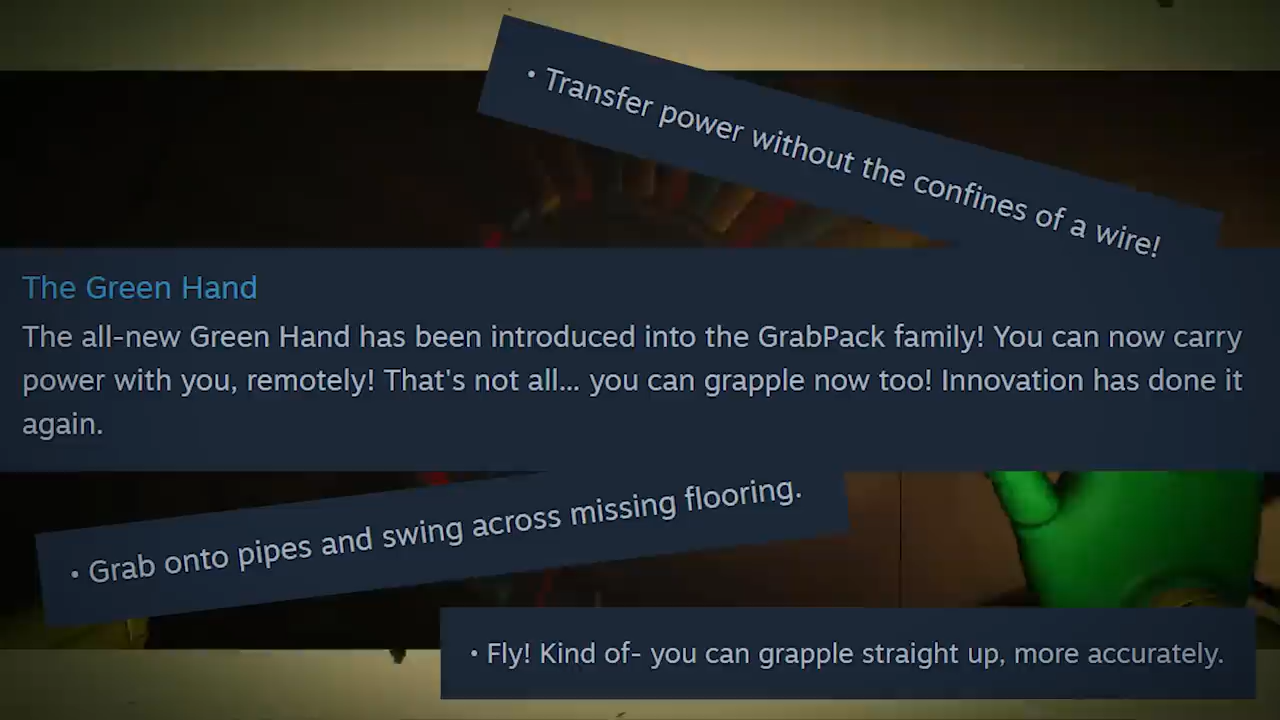 • Transfer power without the confines of a wire!
The Green Hand
The all-new Green Hand has been introduced into the GrabPack family! You can now carry
power with you, remotely! That's not all... you can grapple now too! Innovation has done it
again.
• Grab onto pipes and swing across missing flooring.
• Fly! Kind of- you can grapple straight up, more accurately.